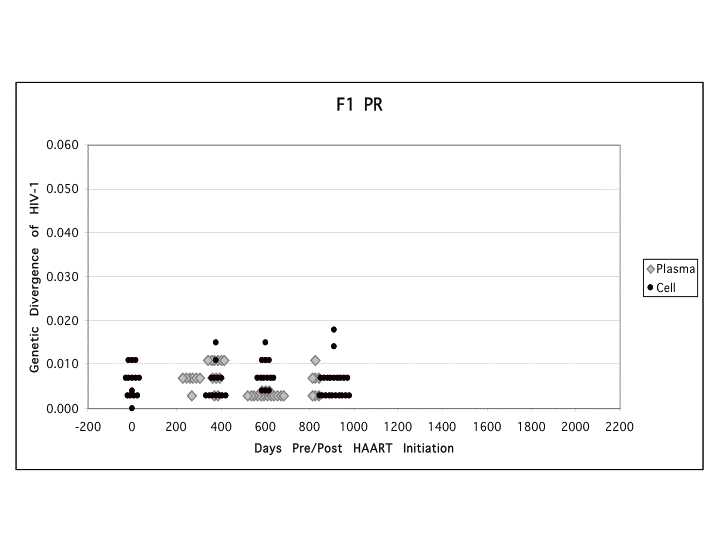 F1 PR
0.060
0.050
0.040
0.030
0.020
0.010
0.000
Genetic Divergence of HIV-1
-200 0 200 400 600 800 1000 1200 1400 1600 1800 2000 2200
Days Pre/Post HAART Initiation
Plasma
Cell